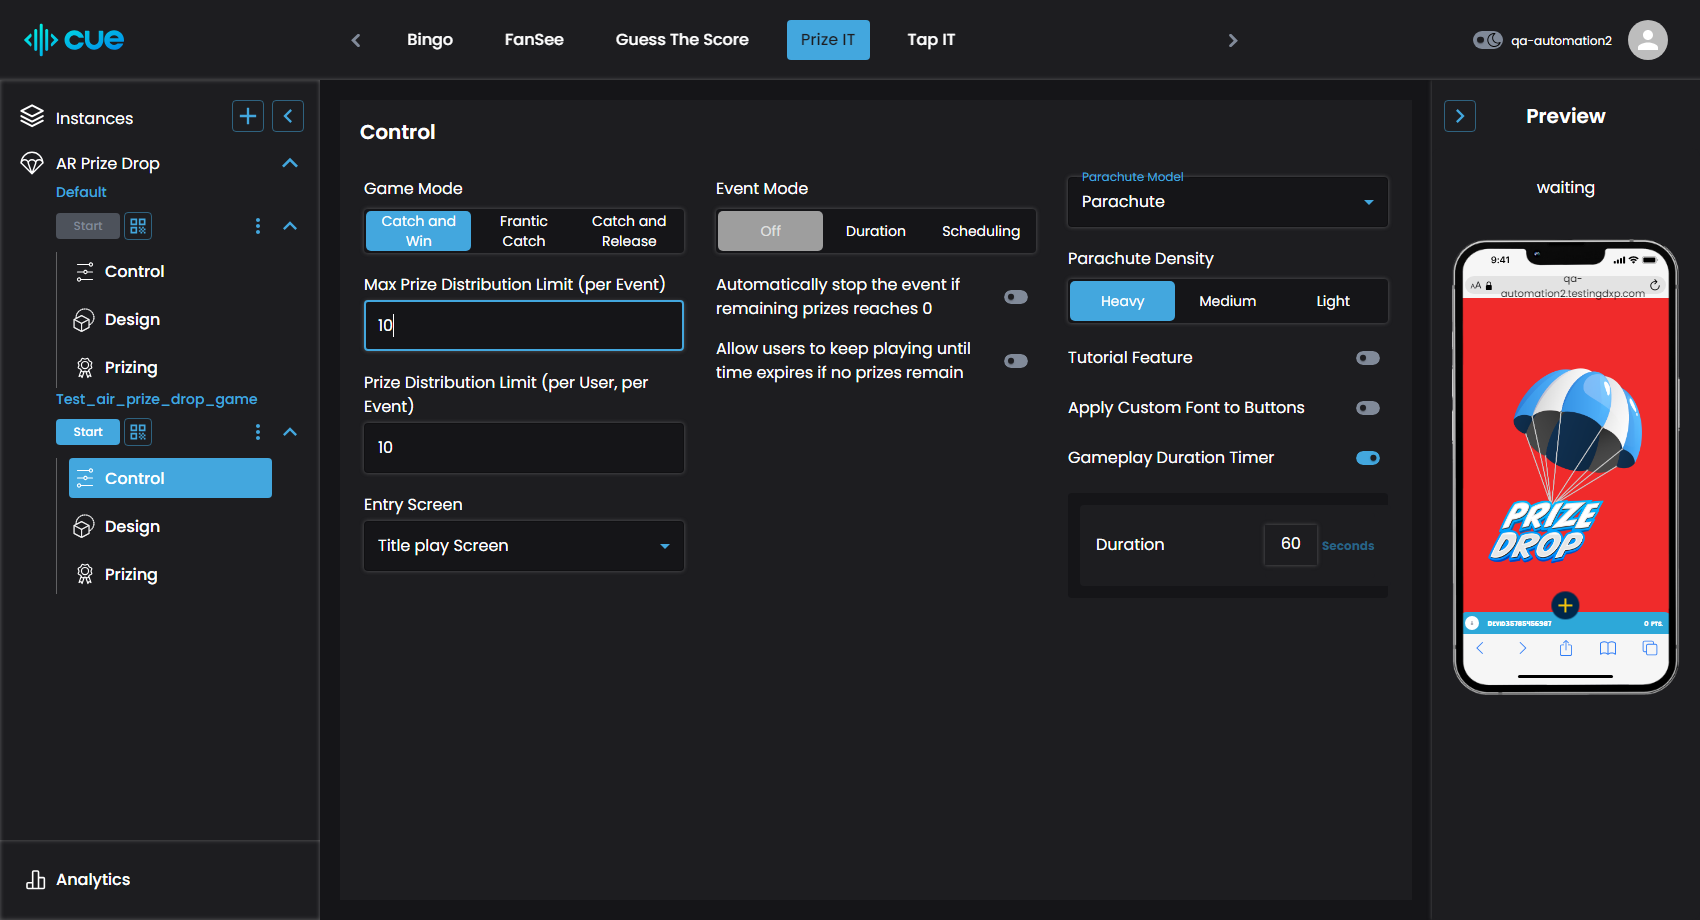 cue
Bingo
FanSee
Guess The Score
Prize IT
Tap IT
qa-automation2
Instances
AR Prize Drop
Default
Start
Control
Design
Prizing
Test_air_prize_drop_game
Start
Control
Design
Prizing
Analytics
Control
Game Mode
Catch and
Win
Frantic
Catch
Catch and
Release
Max Prize Distribution Limit (per Event)
10
Prize Distribution Limit (per User, per
Event)
10
Entry Screen
Title play Screen
Event Mode
Off
Duration
Scheduling
Automatically stop the event if
remaining prizes reaches 0
Allow users to keep playing until
time expires if no prizes remain
Parachute Model
Parachute
Parachute Density
Heavy
Medium
Light
Tutorial Feature
Apply Custom Font to Buttons
Gameplay Duration Timer
Duration
60
Seconds
Preview
waiting
9:41
AA
qa-
automation2.testingdxp.com
PRIZE
DROP
0 PTS.